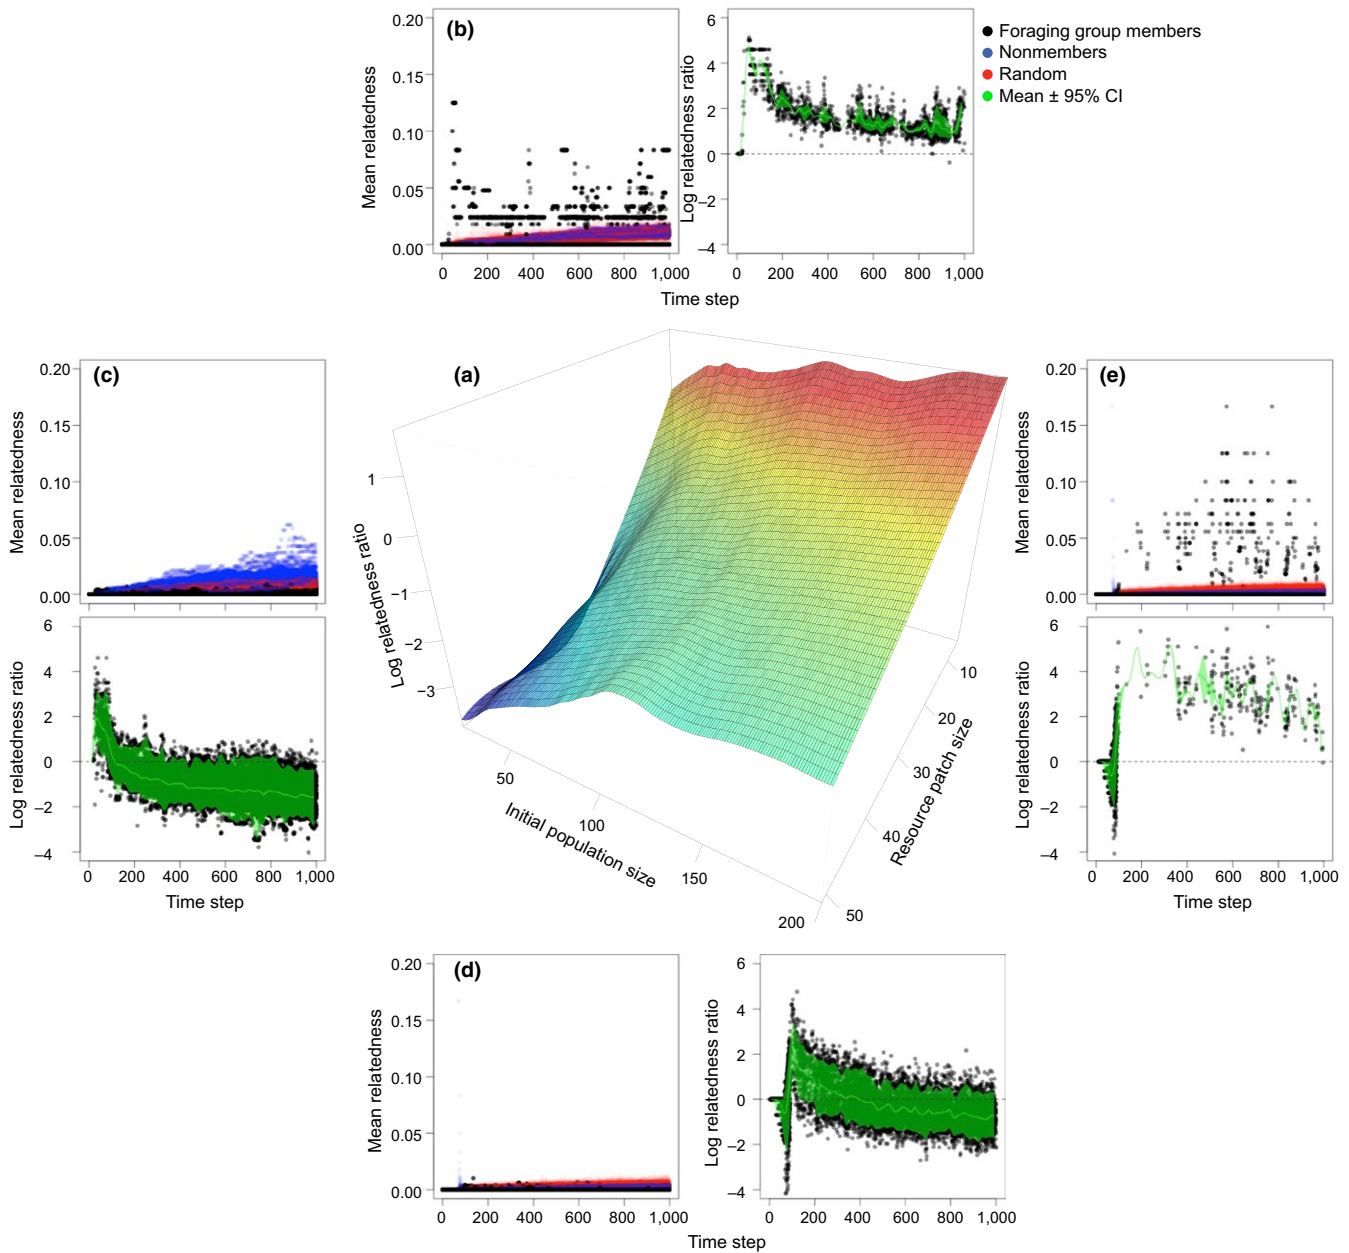 (b)
Mean relatedness
0.20
0.15
0.10
0.05
0.00
0 200 400 600 800 1,000
Log relatedness ratio
6
4
2
0
–2
–4
0 200 400 600 800 1,000
Time step
Foraging group members
Nonmembers
Random
Mean ± 95% CI
(c)
Mean relatedness
0.20
0.15
0.10
0.05
0.00
Log relatedness ratio
6
4
2
0
–2
–4
0 200 400 600 800 1,000
Time step
(a)
Log relatedness ratio
1
0
–1
–2
–3
Initial population size
50
100
150
200
Resource patch size
10
20
30
40
50
(e)
Mean relatedness
0.20
0.15
0.10
0.05
0.00
Log relatedness ratio
6
4
2
0
–2
–4
0 200 400 600 800 1,000
Time step
(d)
Mean relatedness
0.20
0.15
0.10
0.05
0.00
0 200 400 600 800 1,000
Log relatedness ratio
6
4
2
0
–2
–4
0 200 400 600 800 1,000
Time step